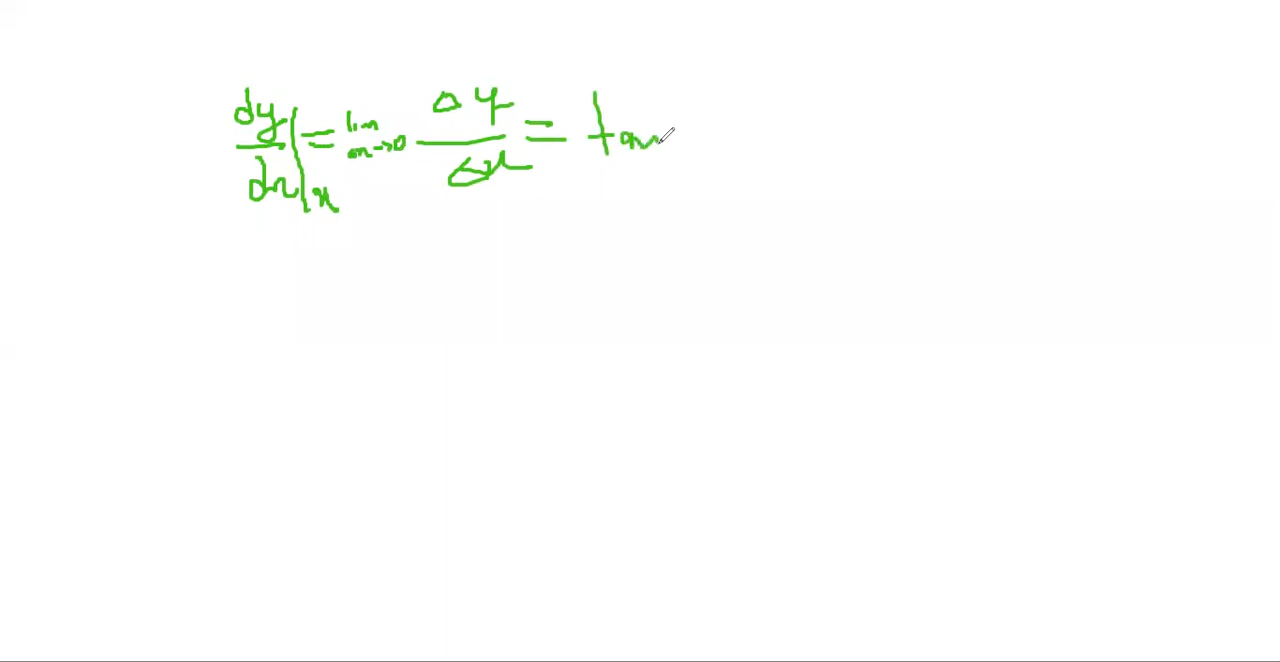 dy/dx|x = lim Δx→0 Δy/Δx = tan